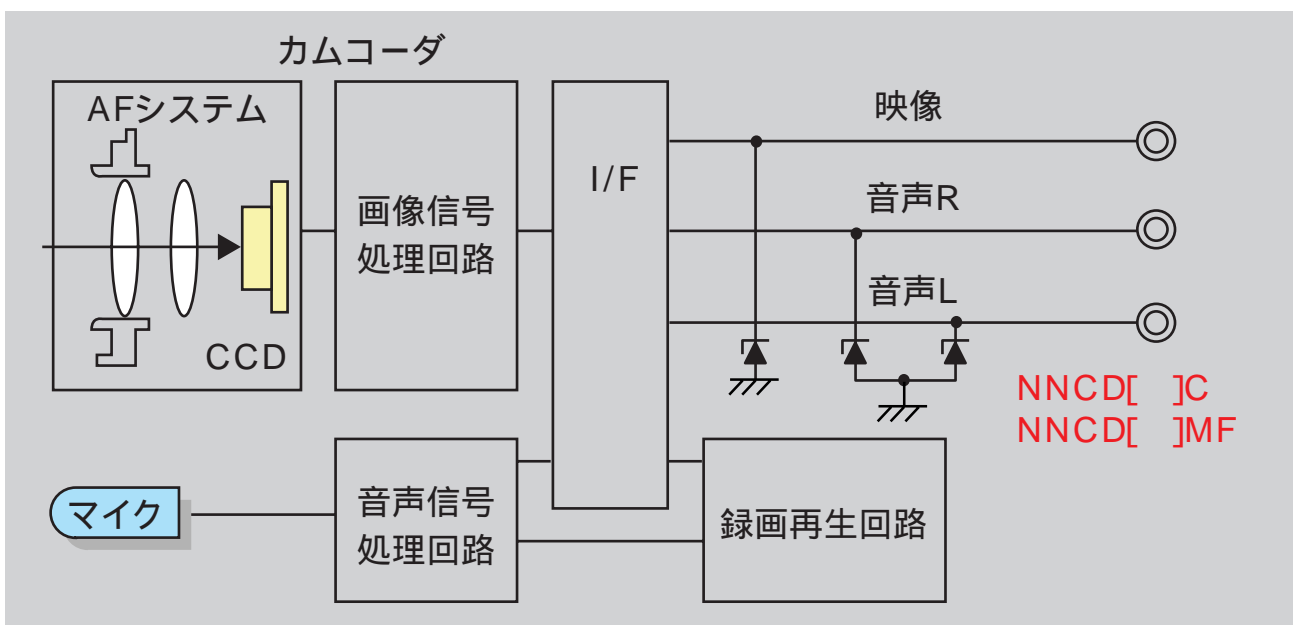 カムコーダ
AFシステム
CCD
画像信号
処理回路
I/F
映像
音声R
音声L
NNCD[ ]C
NNCD[ ]MF
マイク
音声信号
処理回路
録画再生回路